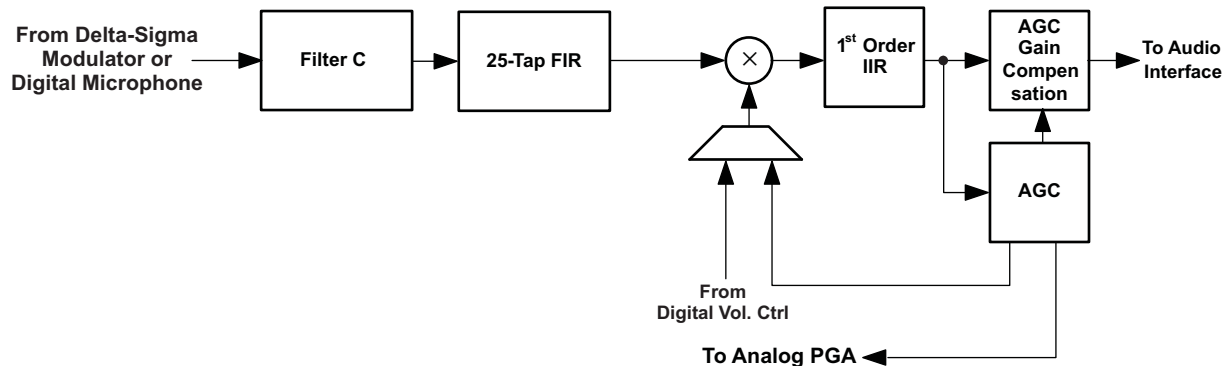 From Delta-Sigma
Modulator or
Digital Microphone
Filter C
25-Tap FIR
×
1st Order
IIR
AGC
Gain
Compen
sation
To Audio
Interface
AGC
From
Digital Vol. Ctrl
To Analog PGA